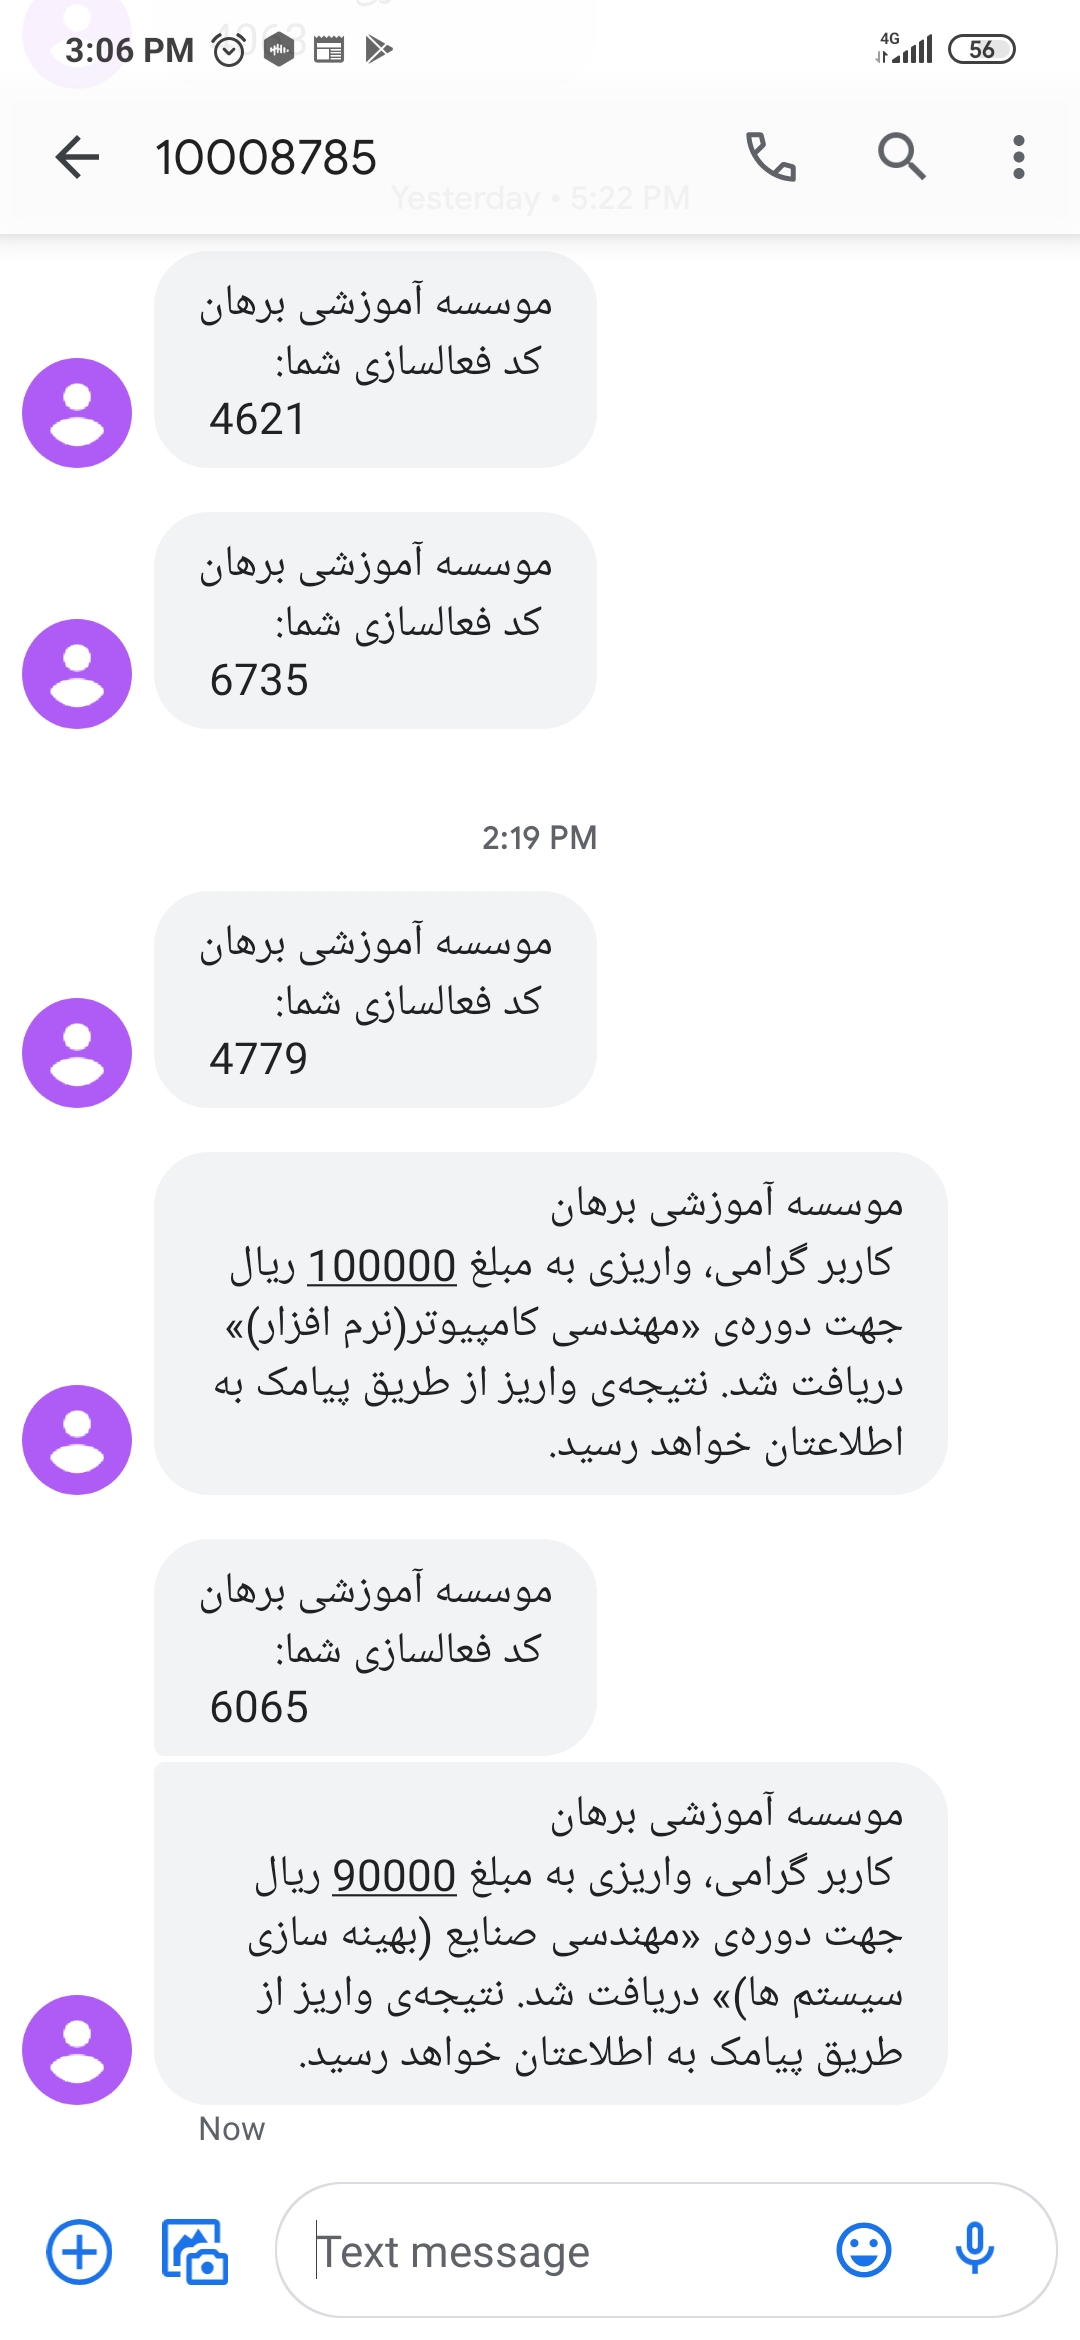 3:06 PM
4G
56
10008785
Yesterday • 5:22 PM
موسسه آموزشی برهان
کد فعالسازی شما:
4621
موسسه آموزشی برهان
کد فعالسازی شما:
6735
2:19 PM
موسسه آموزشی برهان
کد فعالسازی شما:
4779
موسسه آموزشی برهان
کاربر گرامی، واریزی به مبلغ 100000 ریال
جهت دوره‌ی «مهندسی کامپیوتر(نرم افزار)»
دریافت شد. نتیجه‌ی واریز از طریق پیامک به
اطلاعتان خواهد رسید.
موسسه آموزشی برهان
کد فعالسازی شما:
6065
موسسه آموزشی برهان
کاربر گرامی، واریزی به مبلغ 90000 ریال
جهت دوره‌ی «مهندسی صنایع (بهینه سازی
سیستم ها)» دریافت شد. نتیجه‌ی واریز از
طریق پیامک به اطلاعتان خواهد رسید.
Now
Text message